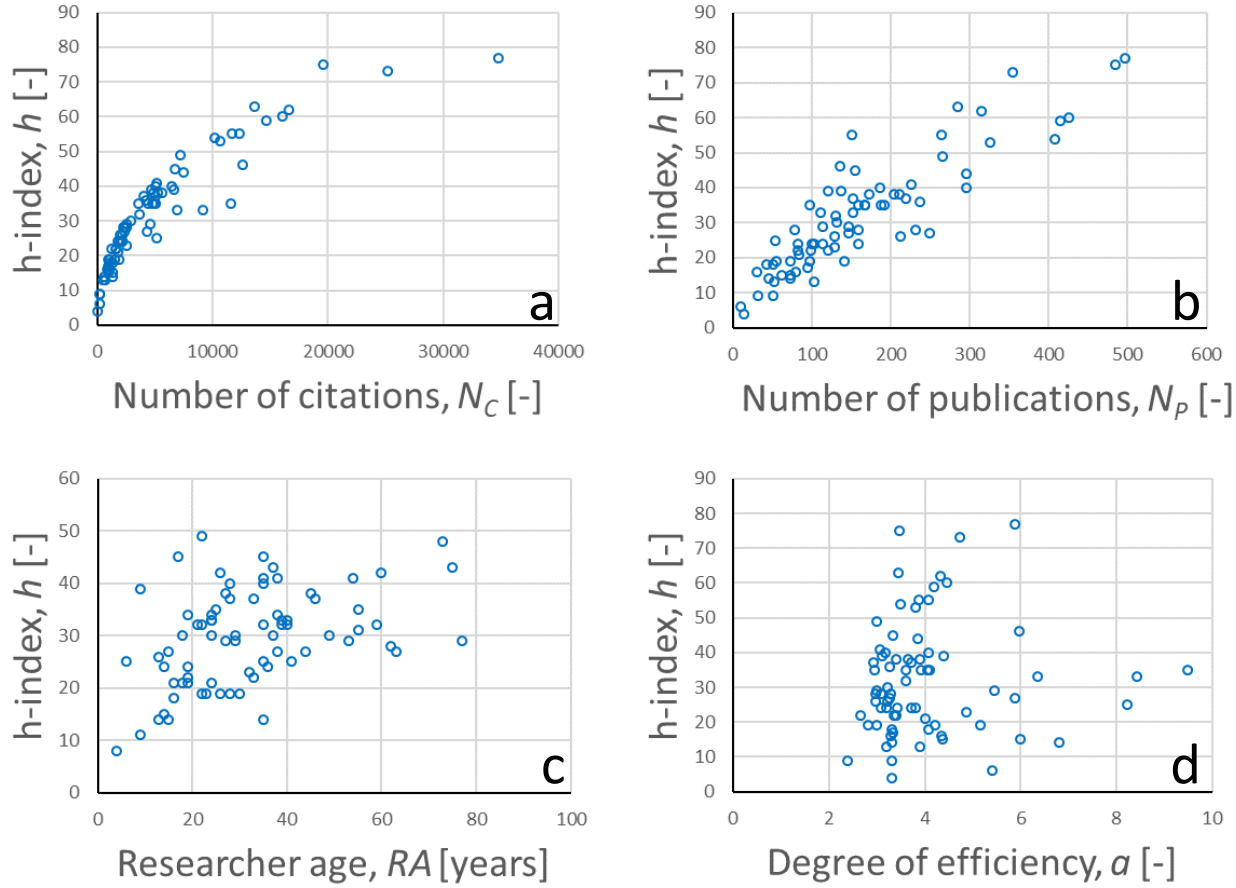 90
80
70
60
50
40
30
20
10
0
h-index, h [-]
a
0 10000 20000 30000 40000
Number of citations, N_C [-]
90
80
70
60
50
40
30
20
10
0
h-index, h [-]
b
0 100 200 300 400 500 600
Number of publications, N_P [-]
60
50
40
30
20
10
0
h-index, h [-]
c
0 20 40 60 80 100
Researcher age, RA [years]
90
80
70
60
50
40
30
20
10
0
h-index, h [-]
d
0 2 4 6 8 10
Degree of efficiency, a [-]